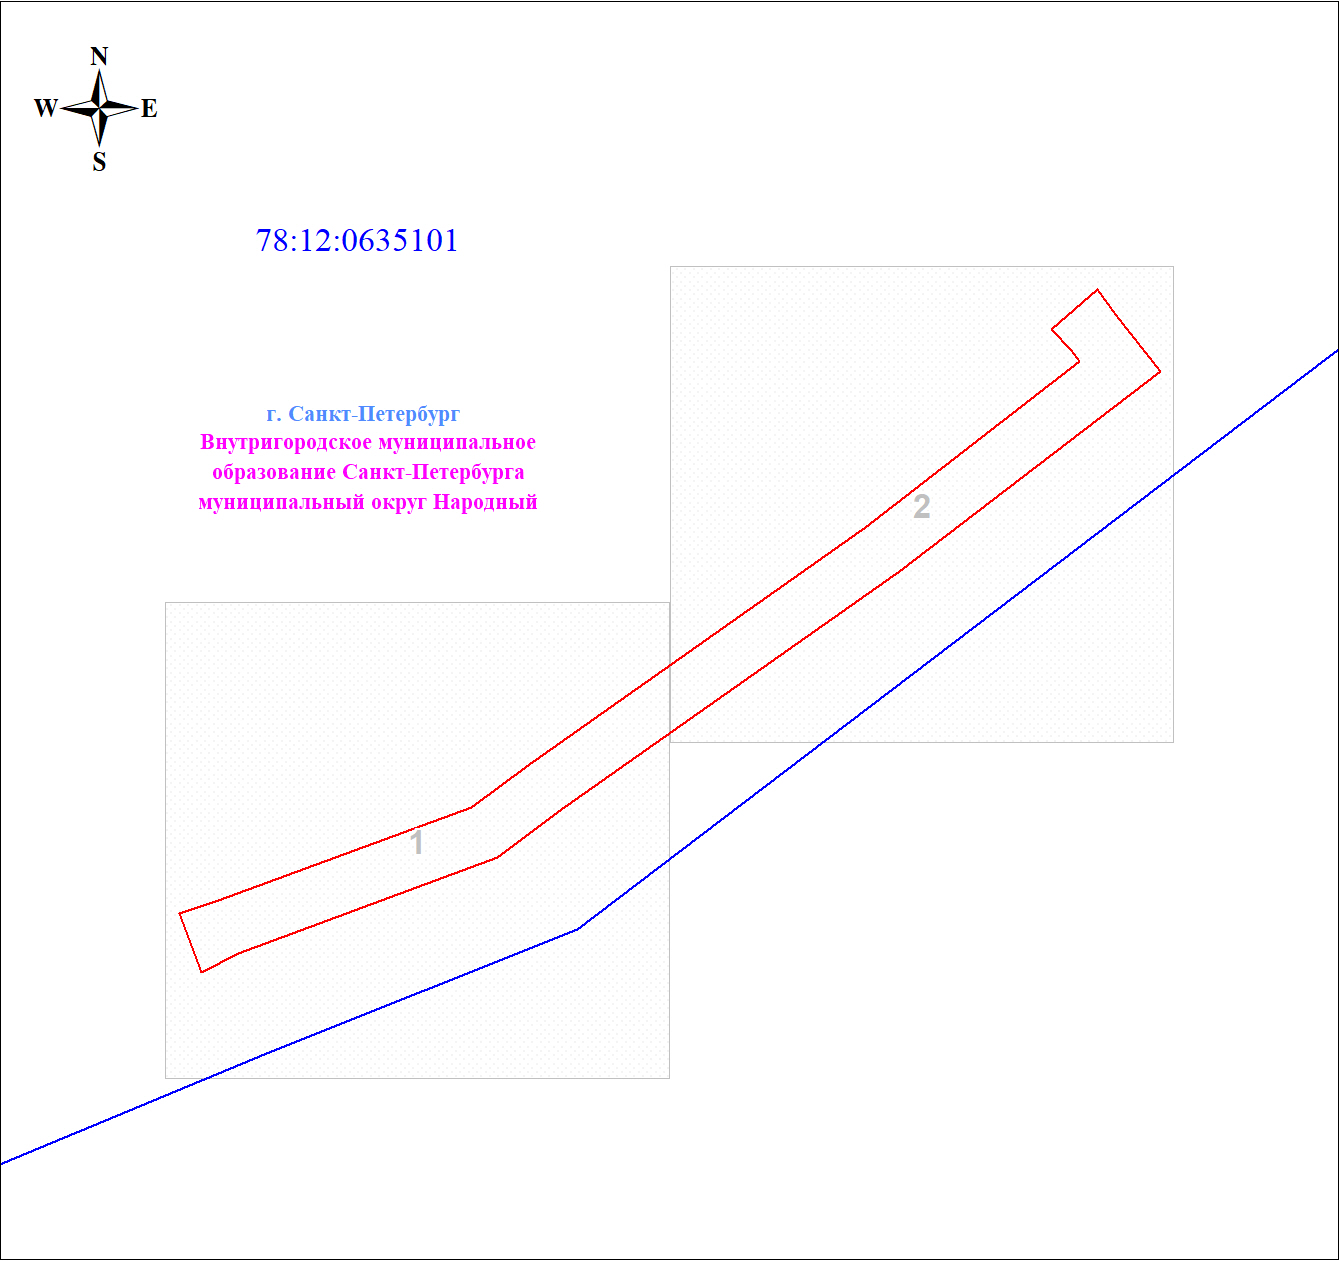 N
W E
S
78:12:0635101
г. Санкт-Петербург
Внутригородское муниципальное
образование Санкт-Петербурга
муниципальный округ Народный
2
1